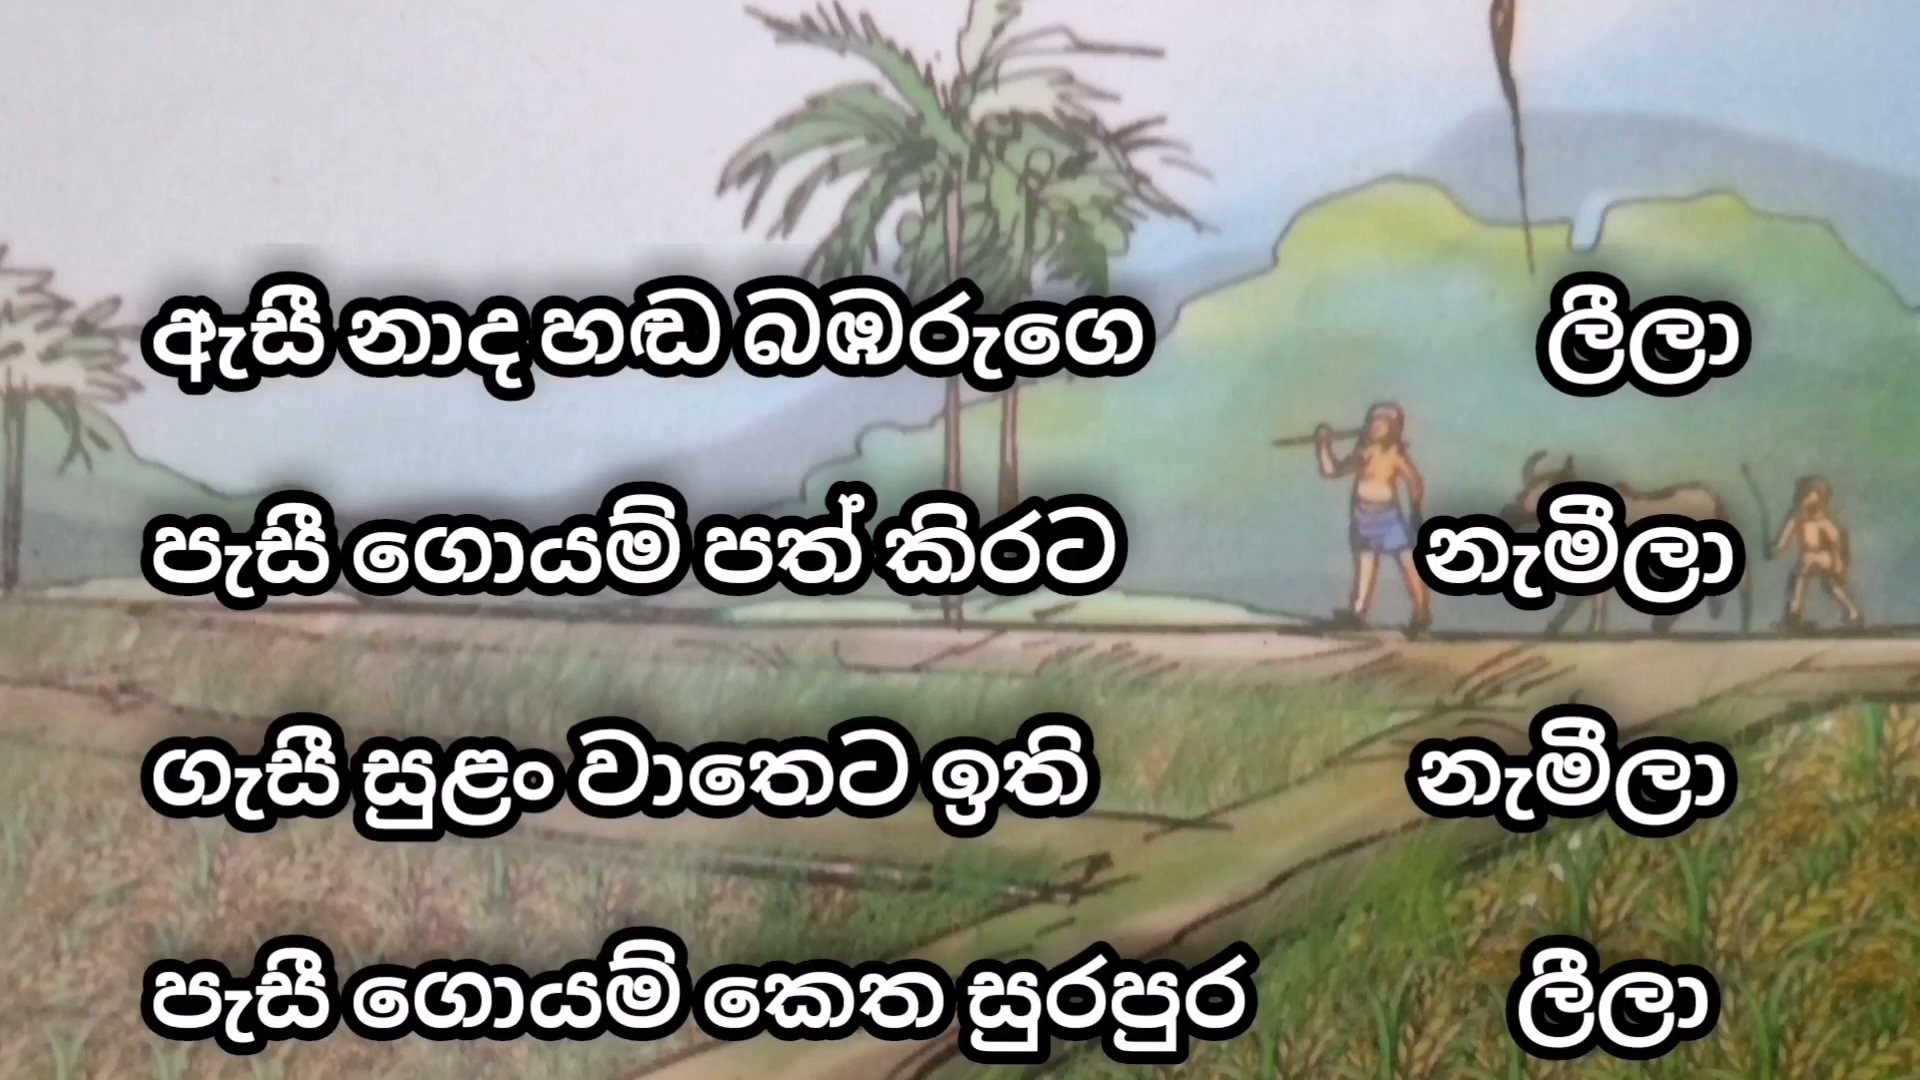 ඇසී නාද හඬ බඹරුගෙ ලීලා
පැසී ගොයම් පත් කිරට නැමීලා
ගැසී සුළං වාතෙට ඉති නැමීලා
පැසී ගොයම් කෙත සුරපුර ලීලා